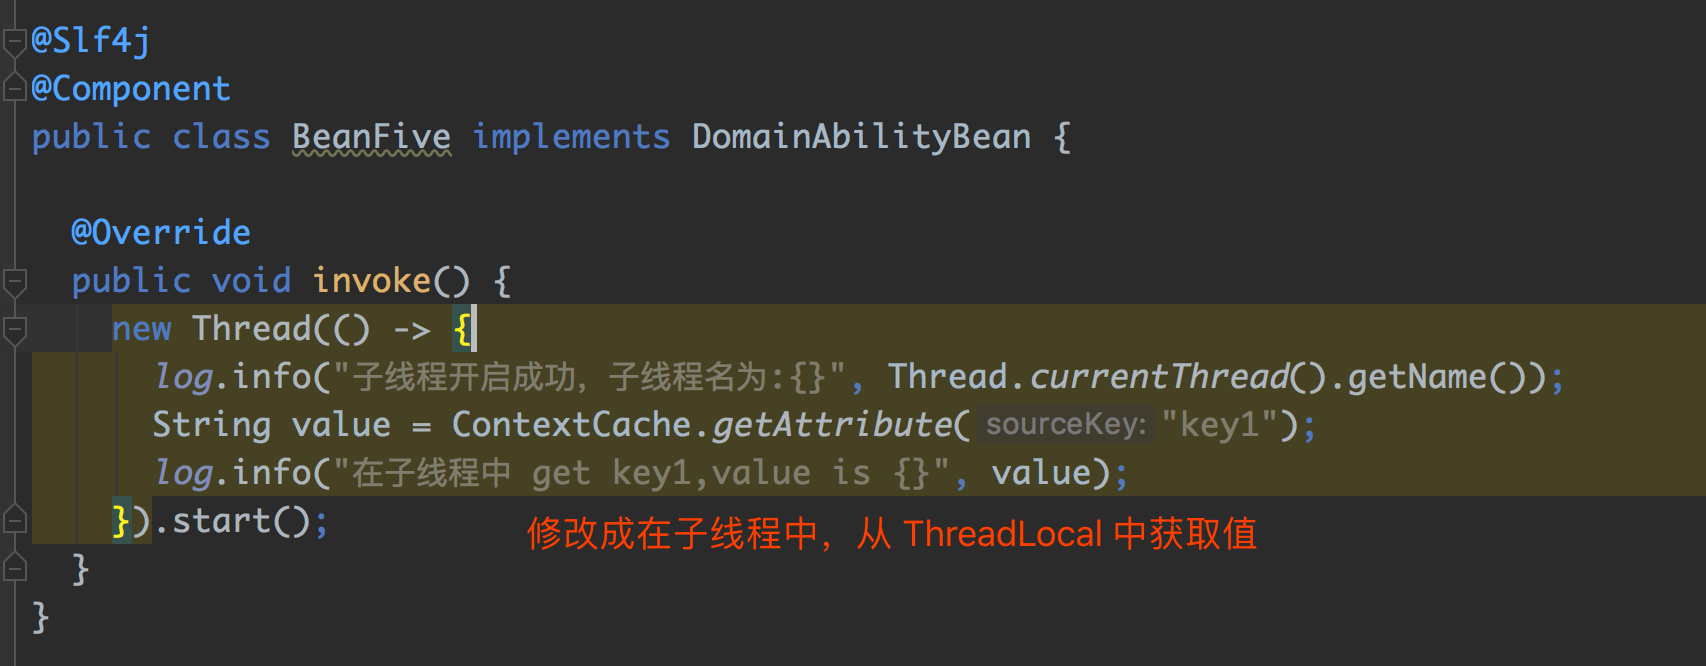 @Slf4j
@Component
public class BeanFive implements DomainAbilityBean {
@Override
public void invoke() {
new Thread(() -> {
log.info("子线程开启成功，子线程名为:{}", Thread.currentThread().getName());
String value = ContextCache.getAttribute( sourceKey: "key1");
log.info("在子线程中 get key1,value is {}", value);
}).start();
修改成在子线程中，从 ThreadLocal 中获取值
}
}